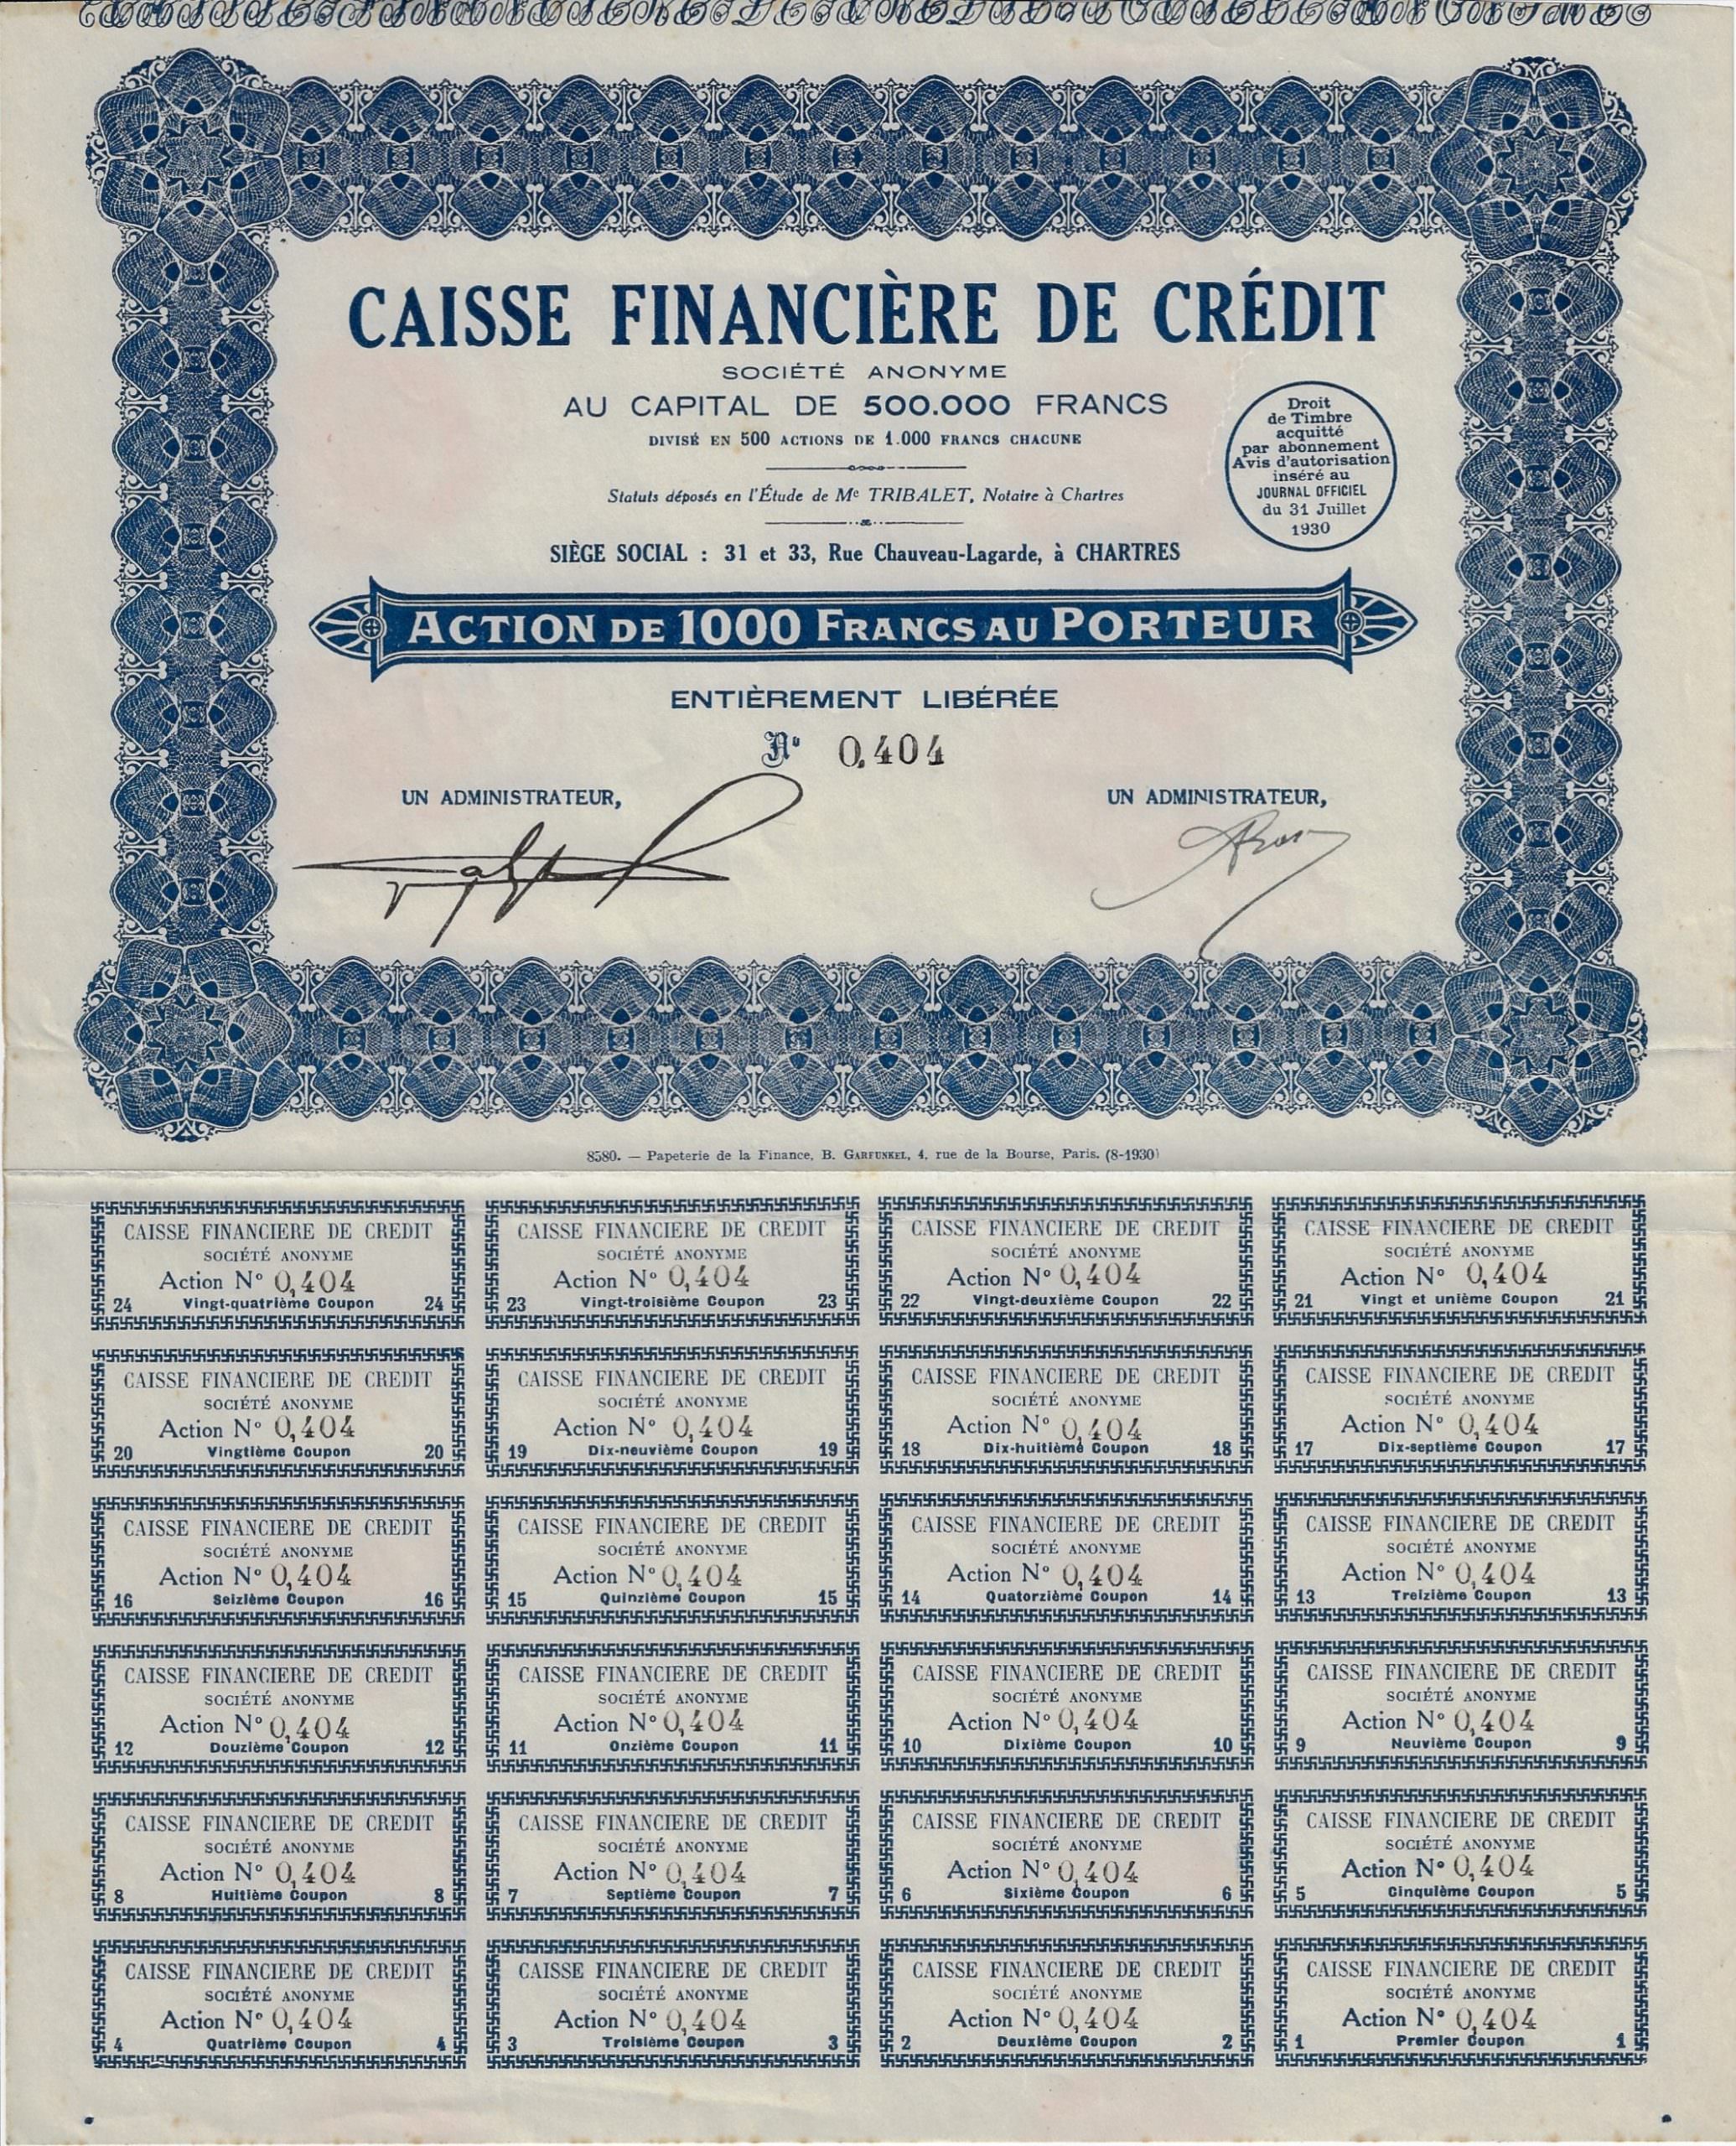 CAISSE FINANCIÈRE DE CRÉDIT
SOCIÉTÉ ANONYME
AU CAPITAL DE 500.000 FRANCS
DIVISÉ EN 500 ACTIONS DE 1.000 FRANCS CHACUNE
Statuts déposés en l'Étude de Me TRIBALET, Notaire à Chartres
SIÈGE SOCIAL : 31 et 33, Rue Chauveau-Lagarde, à CHARTRES
Droit
de Timbre
acquitté
par abonnement
Avis d'autorisation
inséré au
JOURNAL OFFICIEL
du 31 Juillet
1930
ACTION DE 1000 FRANCS AU PORTEUR
ENTIÈREMENT LIBÉRÉE
N° 0,404
UN ADMINISTRATEUR,
UN ADMINISTRATEUR,
8580. — Papeterie de la Finance, B. GARFUNKEL, 4, rue de la Bourse, Paris. (8-1930)
CAISSE FINANCIERE DE CREDIT
SOCIÉTÉ ANONYME
Action N° 0,404
24 Vingt-quatrième Coupon 24
CAISSE FINANCIERE DE CREDIT
SOCIÉTÉ ANONYME
Action N° 0,404
23 Vingt-troisième Coupon 23
CAISSE FINANCIERE DE CREDIT
SOCIÉTÉ ANONYME
Action N° 0,404
22 Vingt-deuxième Coupon 22
CAISSE FINANCIERE DE CREDIT
SOCIÉTÉ ANONYME
Action N° 0,404
21 Vingt et unième Coupon 21
CAISSE FINANCIERE DE CREDIT
SOCIÉTÉ ANONYME
Action N° 0,404
20 Vingtième Coupon 20
CAISSE FINANCIERE DE CREDIT
SOCIÉTÉ ANONYME
Action N° 0,404
19 Dix-neuvième Coupon 19
CAISSE FINANCIERE DE CREDIT
SOCIÉTÉ ANONYME
Action N° 0,404
18 Dix-huitième Coupon 18
CAISSE FINANCIERE DE CREDIT
SOCIÉTÉ ANONYME
Action N° 0,404
17 Dix-septième Coupon 17
CAISSE FINANCIERE DE CREDIT
SOCIÉTÉ ANONYME
Action N° 0,404
16 Seizième Coupon 16
CAISSE FINANCIERE DE CREDIT
SOCIÉTÉ ANONYME
Action N° 0,404
15 Quinzième Coupon 15
CAISSE FINANCIERE DE CREDIT
SOCIÉTÉ ANONYME
Action N° 0,404
14 Quatorzième Coupon 14
CAISSE FINANCIERE DE CREDIT
SOCIÉTÉ ANONYME
Action N° 0,404
13 Treizième Coupon 13
CAISSE FINANCIERE DE CREDIT
SOCIÉTÉ ANONYME
Action N° 0,404
12 Douzième Coupon 12
CAISSE FINANCIERE DE CREDIT
SOCIÉTÉ ANONYME
Action N° 0,404
11 Onzième Coupon 11
CAISSE FINANCIERE DE CREDIT
SOCIÉTÉ ANONYME
Action N° 0,404
10 Dixième Coupon 10
CAISSE FINANCIERE DE CREDIT
SOCIÉTÉ ANONYME
Action N° 0,404
9 Neuvième Coupon 9
CAISSE FINANCIERE DE CREDIT
SOCIÉTÉ ANONYME
Action N° 0,404
8 Huitième Coupon 8
CAISSE FINANCIERE DE CREDIT
SOCIÉTÉ ANONYME
Action N° 0,404
7 Septième Coupon 7
CAISSE FINANCIERE DE CREDIT
SOCIÉTÉ ANONYME
Action N° 0,404
6 Sixième Coupon 6
CAISSE FINANCIERE DE CREDIT
SOCIÉTÉ ANONYME
Action N° 0,404
5 Cinquième Coupon 5
CAISSE FINANCIERE DE CREDIT
SOCIÉTÉ ANONYME
Action N° 0,404
4 Quatrième Coupon 4
CAISSE FINANCIERE DE CREDIT
SOCIÉTÉ ANONYME
Action N° 0,404
3 Troisième Coupon 3
CAISSE FINANCIERE DE CREDIT
SOCIÉTÉ ANONYME
Action N° 0,404
2 Deuxième Coupon 2
CAISSE FINANCIERE DE CREDIT
SOCIÉTÉ ANONYME
Action N° 0,404
1 Premier Coupon 1